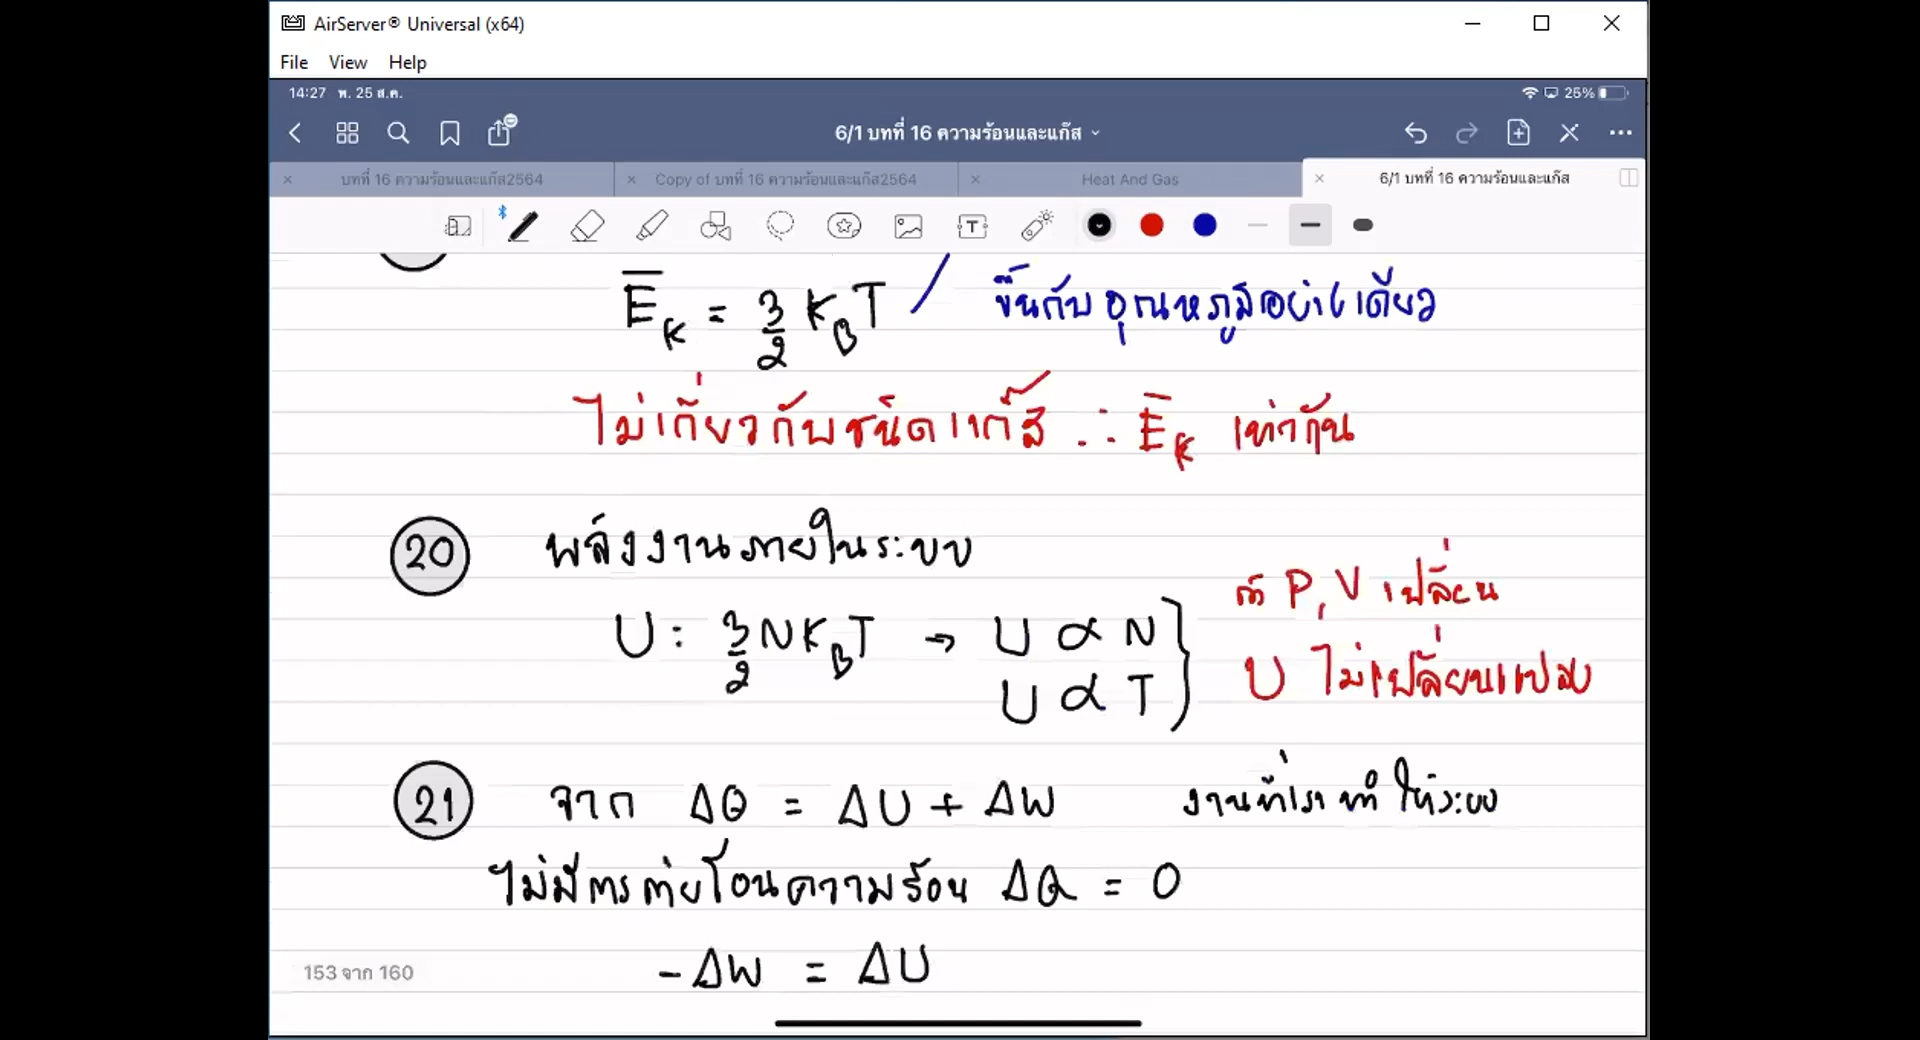 AirServer® Universal (x64)
File View Help
14:27 พ. 25 ส.ค. 25%
6/1 บทที่ 16 ความร้อนและแก๊ส
บทที่ 16 ความร้อนและแก๊ส2564 Copy of บทที่ 16 ความร้อนและแก๊ส2564 Heat And Gas 6/1 บทที่ 16 ความร้อนและแก๊ส
E̅ₖ = 3/2 K_B T / ขึ้นกับอุณหภูมิอย่างเดียว
ไม่เกี่ยวกับชนิดแก๊ส ∴ E̅ₖ เท่ากัน
20 พลังงานภายในระบบ
U = 3/2 N K_B T → U ∝ N
U ∝ T
P, V เปลี่ยน
U ไม่เปลี่ยนแปลง
21 จาก ΔQ = ΔU + ΔW งานที่เราทำให้ระบบ
ไม่มีการถ่ายโอนความร้อน ΔQ = 0
-ΔW = ΔU
153 จาก 160